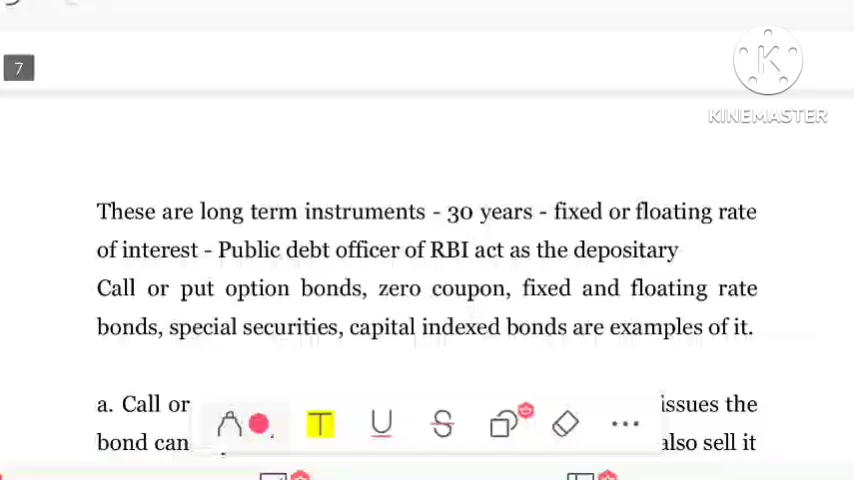 7
K
KINEMASTER
These are long term instruments - 30 years - fixed or floating rate
of interest - Public debt officer of RBI act as the depositary
Call or put option bonds, zero coupon, fixed and floating rate
bonds, special securities, capital indexed bonds are examples of it.
a. Call or issues the
T U S
bond can also sell it